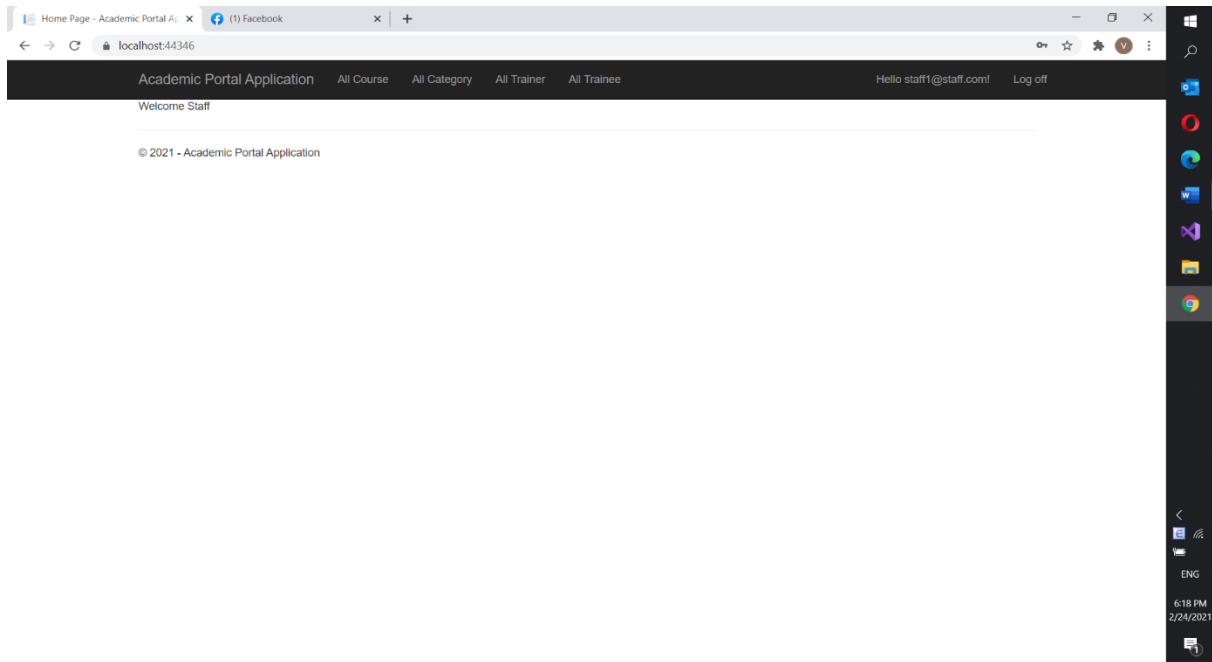 Home Page - Academic Portal Ap
(1) Facebook
localhost:44346
V
Academic Portal Application All Course All Category All Trainer All Trainee Hello staff1@staff.com! Log off
Welcome Staff
© 2021 - Academic Portal Application
ENG
6:18 PM
2/24/2021
1